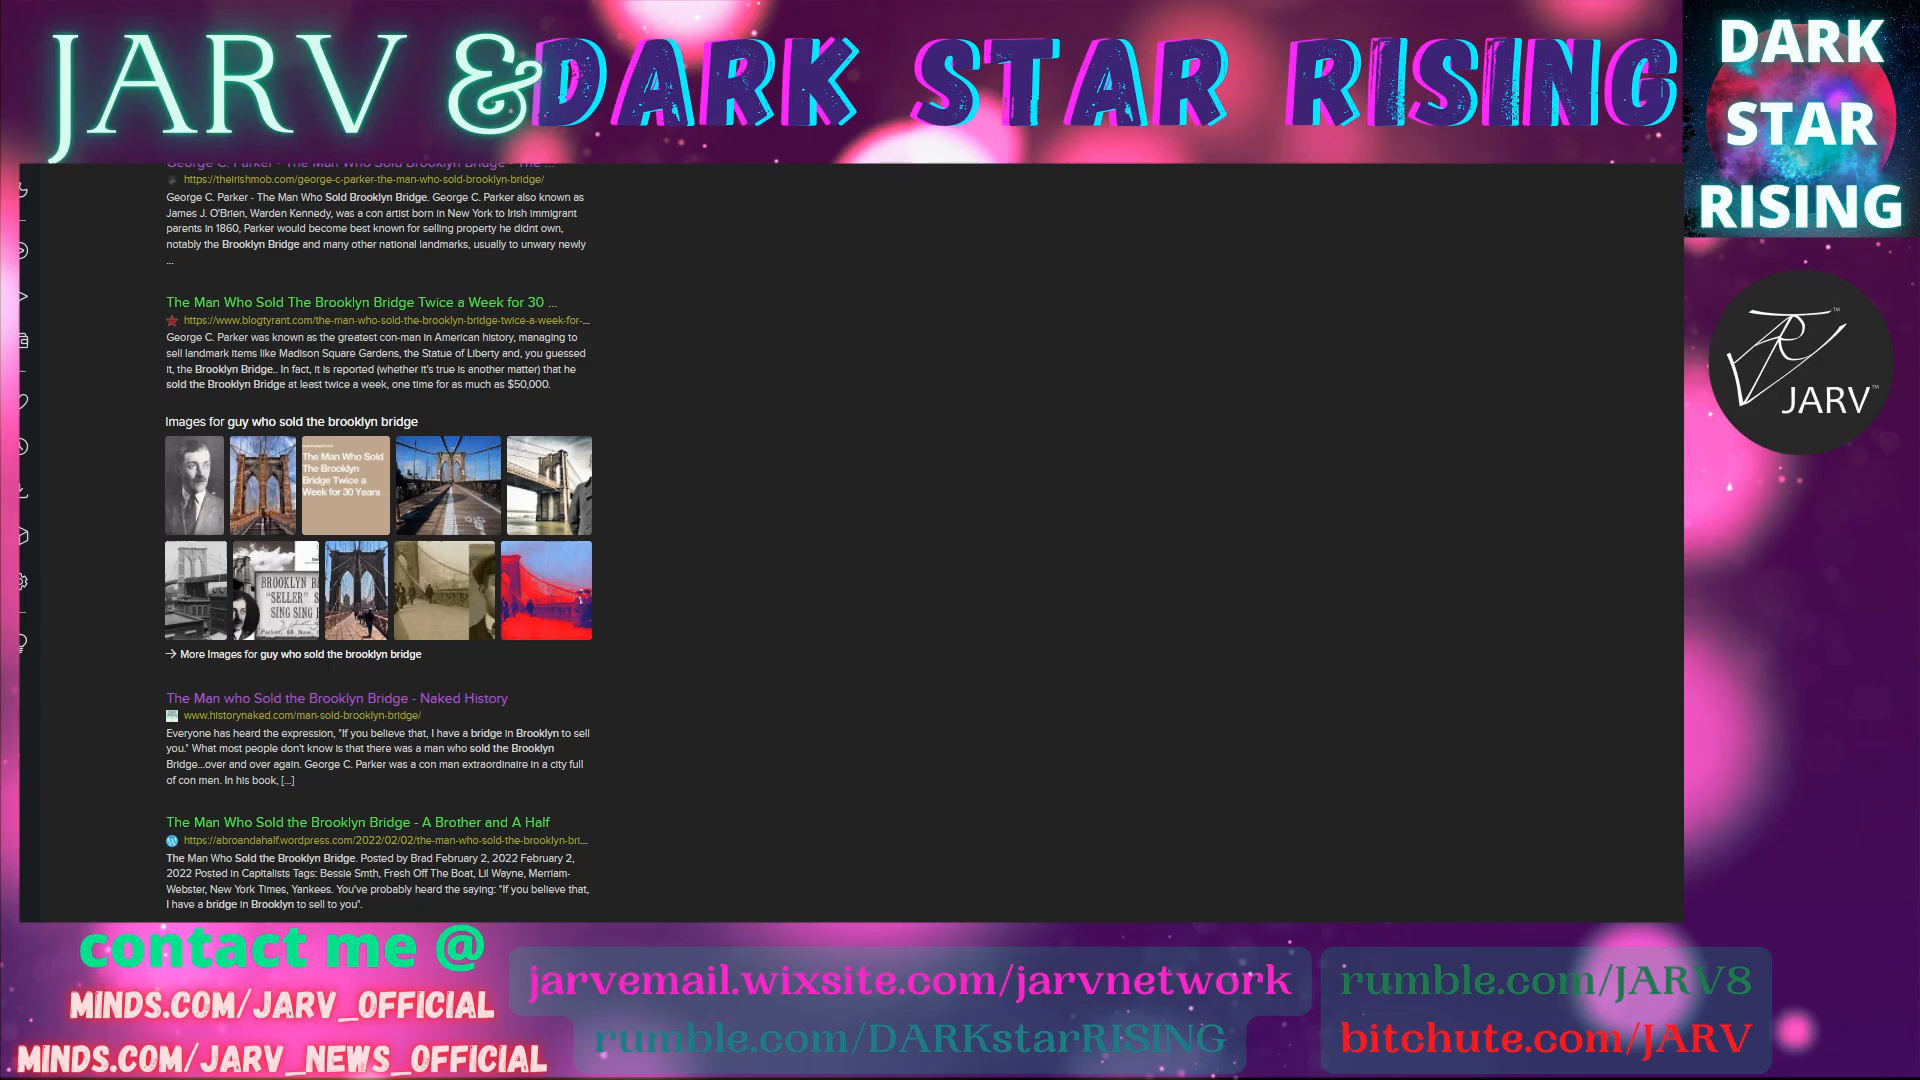 JARV & DARK STAR RISING
DARK
STAR
RISING
George C. Parker - The Man Who Sold Brooklyn Bridge - The ...
https://theirishmob.com/george-c-parker-the-man-who-sold-brooklyn-bridge/
George C. Parker - The Man Who Sold Brooklyn Bridge. George C. Parker also known as
James J. O'Brien, Warden Kennedy, was a con artist born in New York to Irish immigrant
parents in 1860, Parker would become best known for selling property he didnt own,
notably the Brooklyn Bridge and many other national landmarks, usually to unwary newly
...
The Man Who Sold The Brooklyn Bridge Twice a Week for 30 ...
https://www.blogtyrant.com/the-man-who-sold-the-brooklyn-bridge-twice-a-week-for-...
George C. Parker was known as the greatest con-man in American history, managing to
sell landmark items like Madison Square Gardens, the Statue of Liberty and, you guessed
it, the Brooklyn Bridge.. In fact, it is reported (whether it's true is another matter) that he
sold the Brooklyn Bridge at least twice a week, one time for as much as $50,000.
Images for guy who sold the brooklyn bridge
The Man Who Sold
The Brooklyn
Bridge Twice a
Week for 30 Years
BROOKLYN B
"SELLER" S
SING SING
Parker, 68 Now,
→ More Images for guy who sold the brooklyn bridge
The Man who Sold the Brooklyn Bridge - Naked History
www.historynaked.com/man-sold-brooklyn-bridge/
Everyone has heard the expression, "If you believe that, I have a bridge in Brooklyn to sell
you." What most people don't know is that there was a man who sold the Brooklyn
Bridge...over and over again. George C. Parker was a con man extraordinaire in a city full
of con men. In his book, [...]
The Man Who Sold the Brooklyn Bridge - A Brother and A Half
https://abroandahalf.wordpress.com/2022/02/02/the-man-who-sold-the-brooklyn-bri...
The Man Who Sold the Brooklyn Bridge. Posted by Brad February 2, 2022 February 2,
2022 Posted in Capitalists Tags: Bessie Smth, Fresh Off The Boat, Lil Wayne, Merriam-
Webster, New York Times, Yankees. You've probably heard the saying: "If you believe that,
I have a bridge in Brooklyn to sell to you".
JARV™
contact me @
MINDS.COM/JARV_OFFICIAL
MINDS.COM/JARV_NEWS_OFFICIAL
jarvemail.wixsite.com/jarvnetwork
rumble.com/DARKstarRISING
rumble.com/JARV8
bitchute.com/JARV